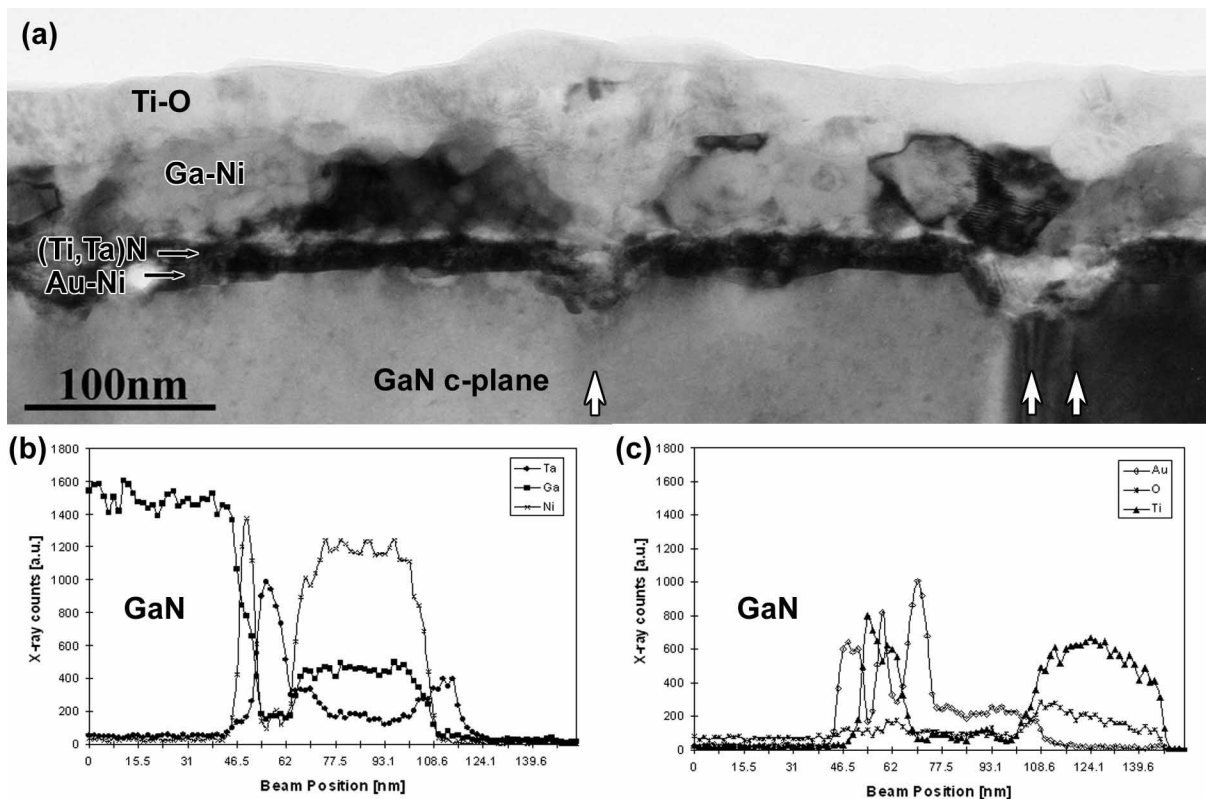 (a)
Ti-O
Ga-Ni
(Ti,Ta)N
Au-Ni
100nm
GaN c-plane
(b)
1800
1600
1400
1200
1000
800
600
400
200
0
X-ray counts [a.u.]
Ta
Ga
Ni
GaN
0 15.5 31 46.5 62 77.5 93.1 108.6 124.1 139.6
Beam Position [nm]
(c)
1800
1600
1400
1200
1000
800
600
400
200
0
X-ray counts [a.u.]
Au
O
Ti
GaN
0 15.5 31 46.5 62 77.5 93.1 108.6 124.1 139.6
Beam Position [nm]